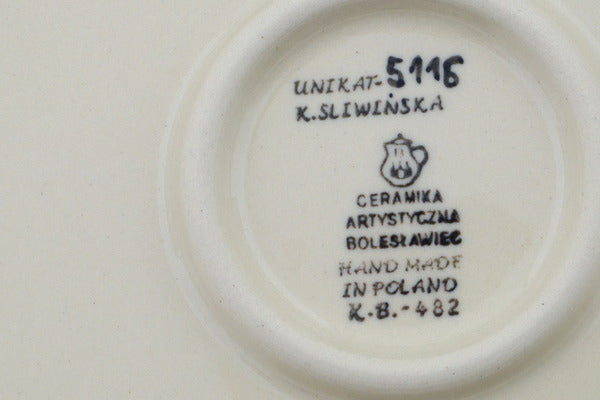 UNIKAT-5116
K.SLIWIŃSKA
CERAMIKA
ARTYSTYCZNA
BOLESŁAWIEC
HAND MADE
IN POLAND
K.B.-482